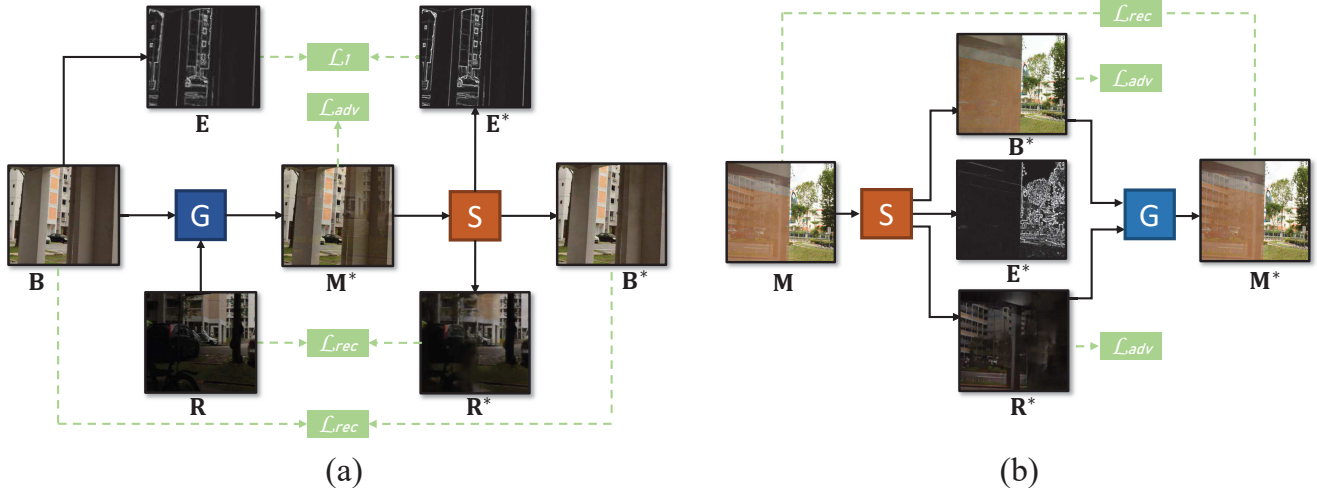 ℒrec
ℒ1
ℒadv
ℒadv
E
E*
B*
B
G
M*
S
B*
M
S
E*
G
M*
ℒrec
ℒadv
R
R*
R*
ℒrec
(a)
(b)